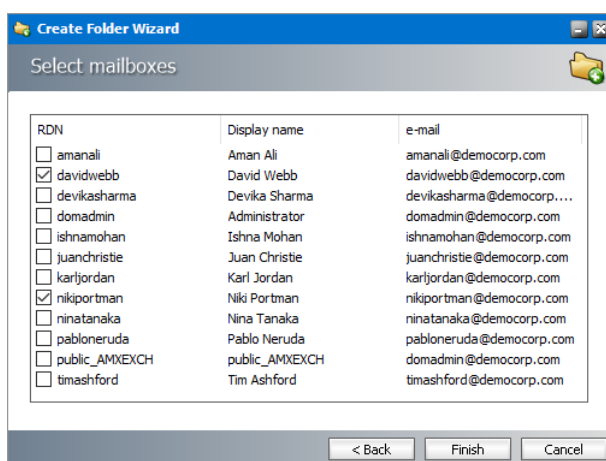 Create Folder Wizard
Select mailboxes
RDN Display name e-mail
amanali Aman Ali amanali@democorp.com
davidwebb David Webb davidwebb@democorp.com
devikasharma Devika Sharma devikasharma@democorp....
domadmin Administrator domadmin@democorp.com
ishnamohan Ishna Mohan ishnamohan@democorp.com
juanchristie Juan Christie juanchristie@democorp.com
karljordan Karl Jordan karljordan@democorp.com
nikiportman Niki Portman nikiportman@democorp.com
ninatanaka Nina Tanaka ninatanaka@democorp.com
pabloneruda Pablo Neruda pabloneruda@democorp.com
public_AMXEXCH public_AMXEXCH domadmin@democorp.com
timashford Tim Ashford timashford@democorp.com
< Back Finish Cancel